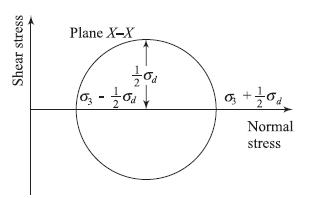 Shear stress
Plane X–X
½σd
σ3 - ½σd
σ3 + ½σd
Normal
stress